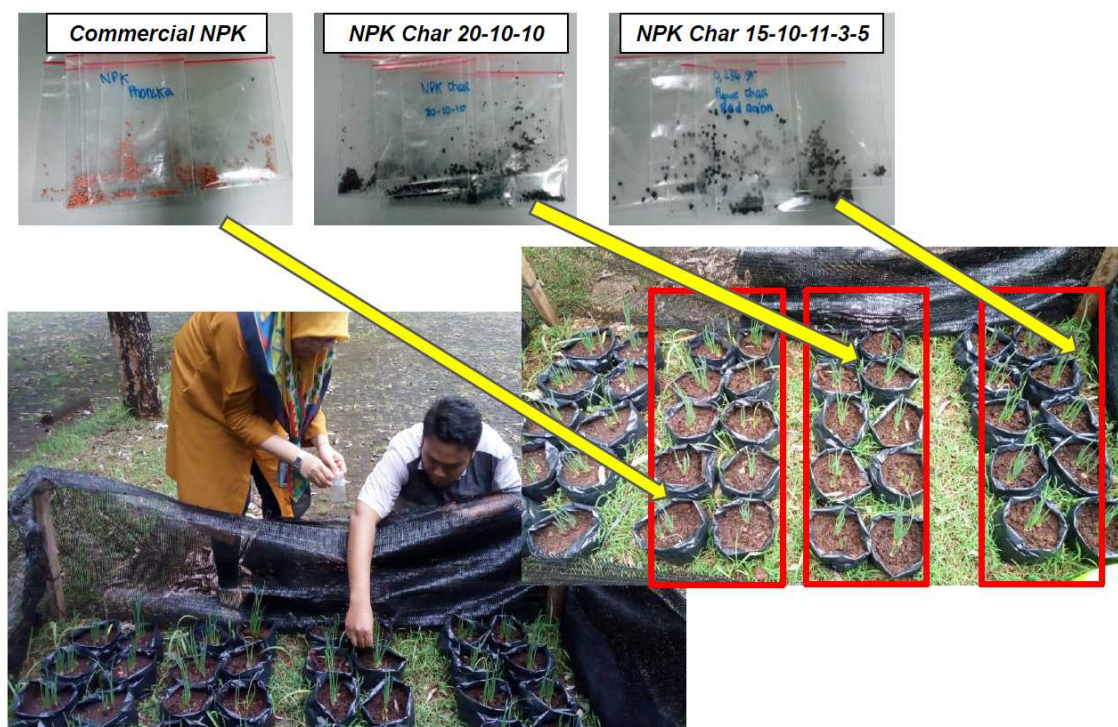 Commercial NPK
NPK Char 20-10-10
NPK Char 15-10-11-3-5
NPK
Phonska
NPK Char
20-10-10
0,236 gr
Pupuk Char
Red onion